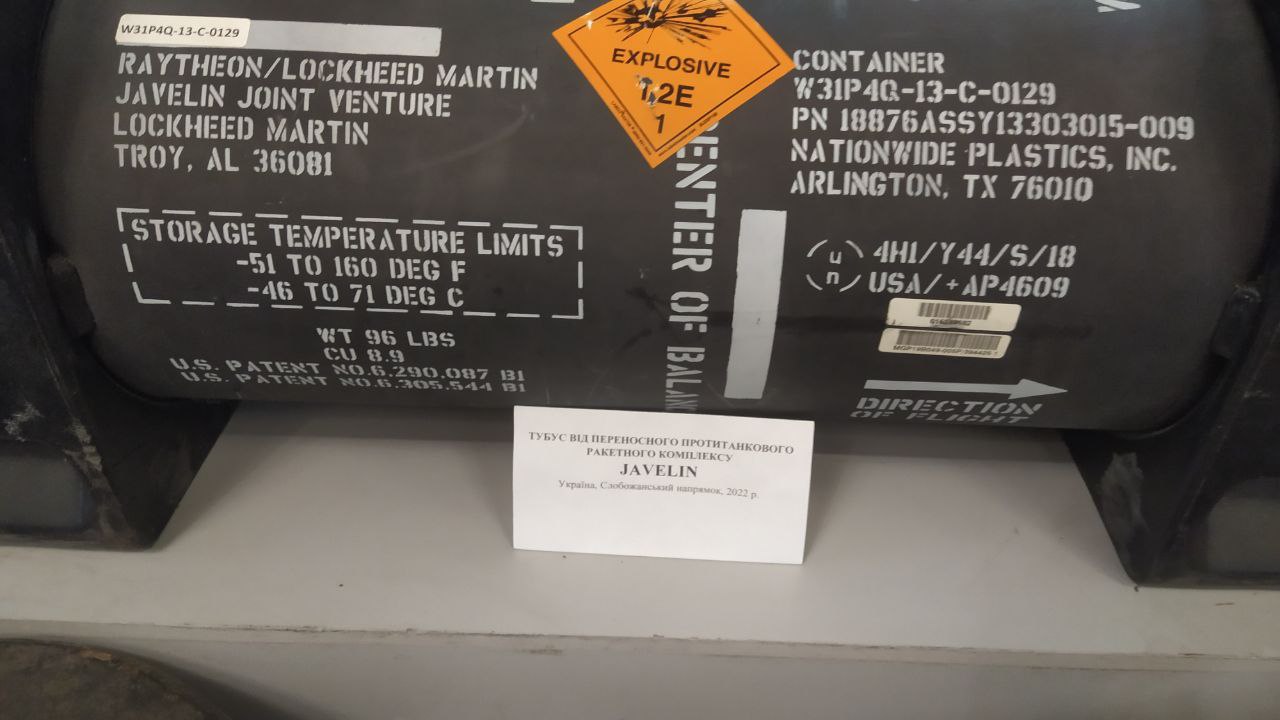 W31P4Q-13-C-0129
RAYTHEON/LOCKHEED MARTIN
JAVELIN JOINT VENTURE
LOCKHEED MARTIN
TROY, AL 36081
STORAGE TEMPERATURE LIMITS
-51 TO 160 DEG F
-46 TO 71 DEG C
WT 96 LBS
CU 8.9
U.S. PATENT NO.6.290.087 B1
U.S. PATENT NO.6.305.544 B1
EXPLOSIVE
1.2E
1
OF
CONTAINER
W31P4Q-13-C-0129
PN 18876ASSY13303015-009
NATIONWIDE PLASTICS, INC.
ARLINGTON, TX 76010
u
n
4H1/Y44/S/18
USA/+AP4609
DIRECTION
OF FLIGHT
ТУБУС ВІД ПЕРЕНОСНОГО ПРОТИТАНКОВОГО
РАКЕТНОГО КОМПЛЕКСУ
JAVELIN
Україна, Слобожанський напрямок, 2022 р.